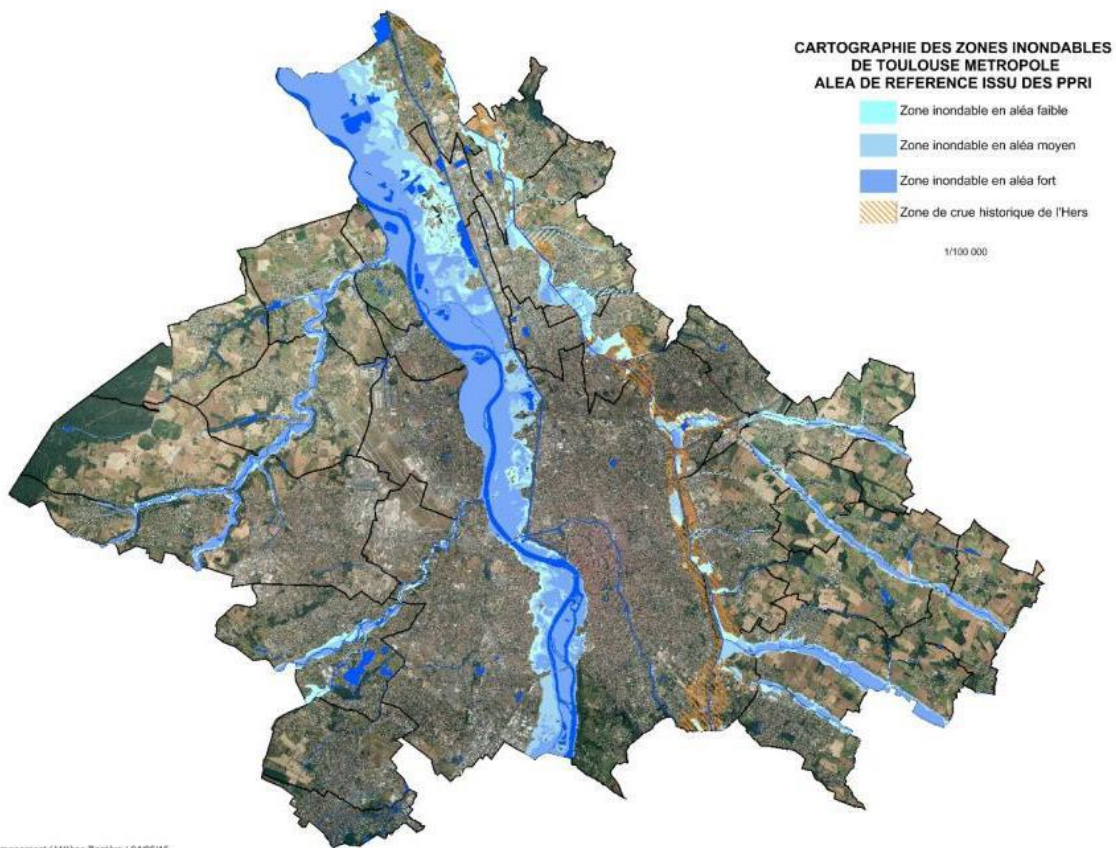 CARTOGRAPHIE DES ZONES INONDABLES
DE TOULOUSE METROPOLE
ALEA DE REFERENCE ISSU DES PPRI
Zone inondable en aléa faible
Zone inondable en aléa moyen
Zone inondable en aléa fort
Zone de crue historique de l'Hers
1/100 000